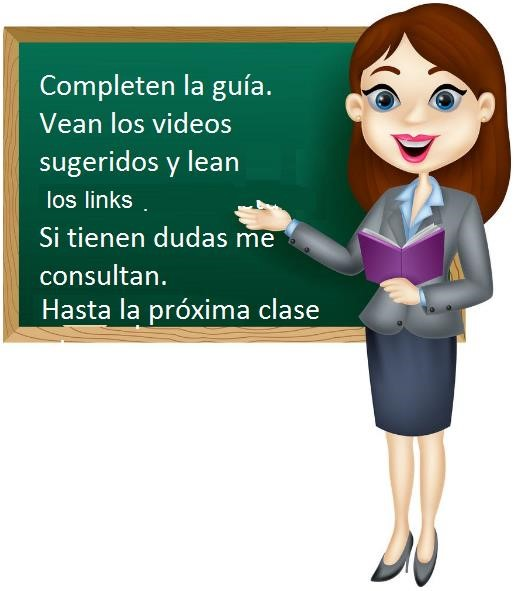 Completen la guía.
Vean los videos
sugeridos y lean
los links .
Si tienen dudas me
consultan.
Hasta la próxima clase